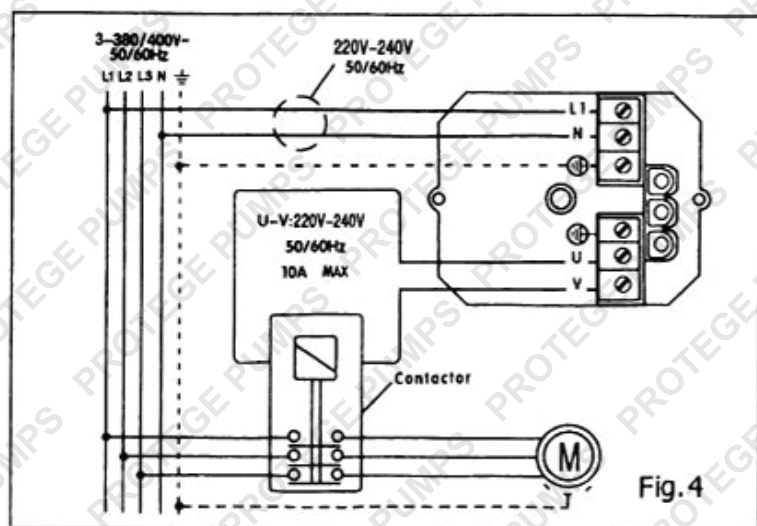 3-380/400V-
50/60Hz
L1 L2 L3 N
220V-240V
50/60Hz
L1
N
U-V:220V-240V
50/60Hz
10A MAX
U
V
Contactor
M
Fig.4
PROTEGE PUMPS